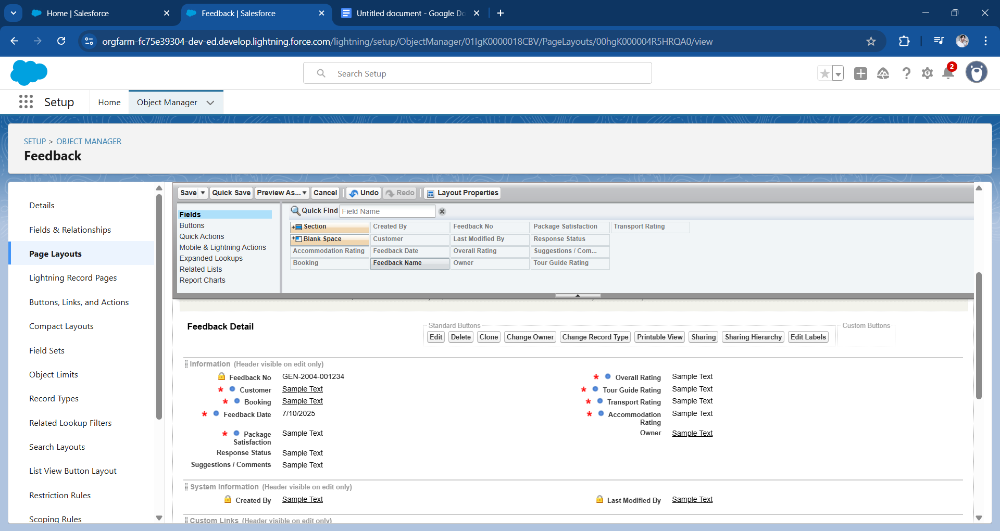 Home | Salesforce
Feedback | Salesforce
Untitled document - Google Do
orgfarm-fc75e39304-dev-ed.develop.lightning.force.com/lightning/setup/ObjectManager/01IgK0000018CBV/PageLayouts/00hgK000004R5HRQA0/view
Search Setup
2
Setup
Home
Object Manager
SETUP > OBJECT MANAGER
Feedback
Details
Fields & Relationships
Page Layouts
Lightning Record Pages
Buttons, Links, and Actions
Compact Layouts
Field Sets
Object Limits
Record Types
Related Lookup Filters
Search Layouts
List View Button Layout
Restriction Rules
Scoping Rules
Save Quick Save Preview As... Cancel Undo Redo Layout Properties
Fields
Buttons
Quick Actions
Mobile & Lightning Actions
Expanded Lookups
Related Lists
Report Charts
Quick Find Field Name
Section Created By Feedback No Package Satisfaction Transport Rating
Blank Space Customer Last Modified By Response Status
Accommodation Rating Feedback Date Overall Rating Suggestions / Com...
Booking Feedback Name Owner Tour Guide Rating
Feedback Detail
Standard Buttons
Custom Buttons
Edit Delete Clone Change Owner Change Record Type Printable View Sharing Sharing Hierarchy Edit Labels
Information (Header visible on edit only)
Feedback No GEN-2004-001234 * Overall Rating Sample Text
* Customer Sample Text * Tour Guide Rating Sample Text
* Booking Sample Text * Transport Rating Sample Text
* Feedback Date 7/10/2025 * Accommodation Rating Sample Text
* Package Satisfaction Sample Text Owner Sample Text
Response Status Sample Text
Suggestions / Comments Sample Text
System Information (Header visible on edit only)
Created By Sample Text Last Modified By Sample Text
Custom Links (Header visible on edit only)